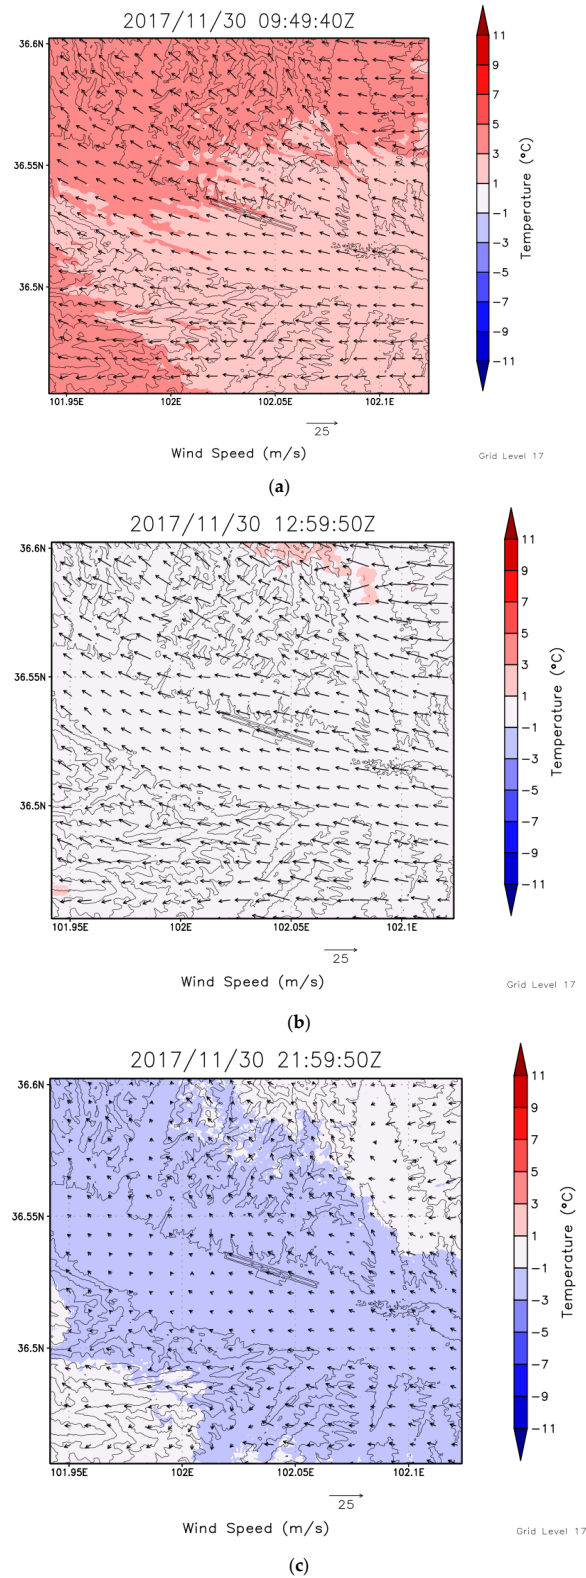 2017/11/30 09:49:40Z
36.6N
36.55N
36.5N
101.95E 102E 102.05E 102.1E
11
9
7
5
3
1
−1
−3
−5
−7
−9
−11
Temperature (°C)
25
Wind Speed (m/s)
Grid Level 17
(a)
2017/11/30 12:59:50Z
36.6N
36.55N
36.5N
101.95E 102E 102.05E 102.1E
11
9
7
5
3
1
−1
−3
−5
−7
−9
−11
Temperature (°C)
25
Wind Speed (m/s)
Grid Level 17
(b)
2017/11/30 21:59:50Z
36.6N
36.55N
36.5N
101.95E 102E 102.05E 102.1E
11
9
7
5
3
1
−1
−3
−5
−7
−9
−11
Temperature (°C)
25
Wind Speed (m/s)
Grid Level 17
(c)